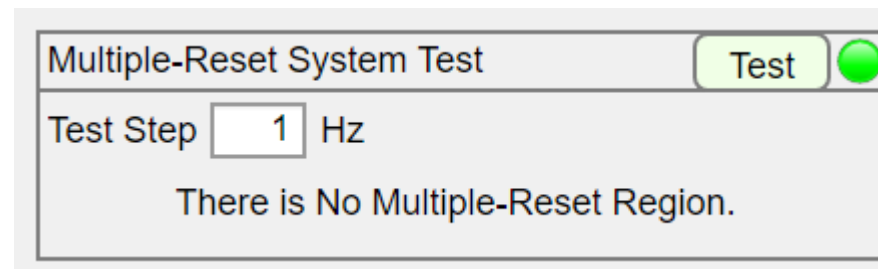 Multiple-Reset System Test Test
Test Step 1 Hz
There is No Multiple-Reset Region.